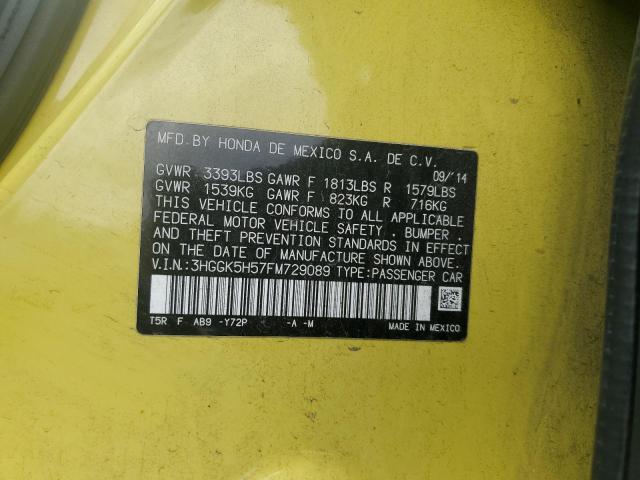 MFD. BY HONDA DE MEXICO S.A. DE C.V.
09/'14
GVWR 3393LBS GAWR F 1813LBS R 1579LBS
GVWR 1539KG GAWR F 823KG R 716KG
THIS VEHICLE CONFORMS TO ALL APPLICABLE
FEDERAL MOTOR VEHICLE SAFETY , BUMPER ,
AND THEFT PREVENTION STANDARDS IN EFFECT
ON THE DATE OF MANUFACTURE SHOWN ABOVE.
V.I.N.:3HGGK5H57FM729089 TYPE:PASSENGER CAR
T5R F AB9 -Y72P -A -M MADE IN MEXICO